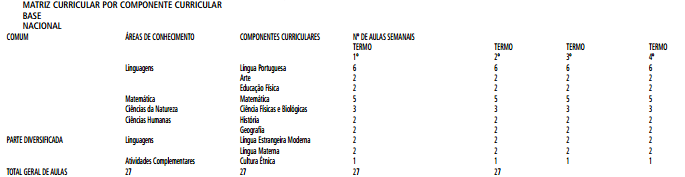 MATRIZ CURRICULAR POR COMPONENTE CURRICULAR
BASE
NACIONAL
COMUM ÁREAS DE CONHECIMENTO COMPONENTES CURRICULARES Nº DE AULAS SEMANAIS
TERMO TERMO TERMO TERMO
1º 2º 3º 4º
Linguagens Língua Portuguesa 6 6 6 6
Arte 2 2 2 2
Educação Física 2 2 2 2
Matemática Matemática 5 5 5 5
Ciências da Natureza Ciência Físicas e Biológicas 3 3 3 3
Ciências Humanas História 2 2 2 2
Geografia 2 2 2 2
PARTE DIVERSIFICADA Linguagens Língua Estrangeira Moderna 2 2 2 2
Língua Materna 2 2 2 2
Atividades Complementares Cultura Étnica 1 1 1 1
TOTAL GERAL DE AULAS 27 27 27 27